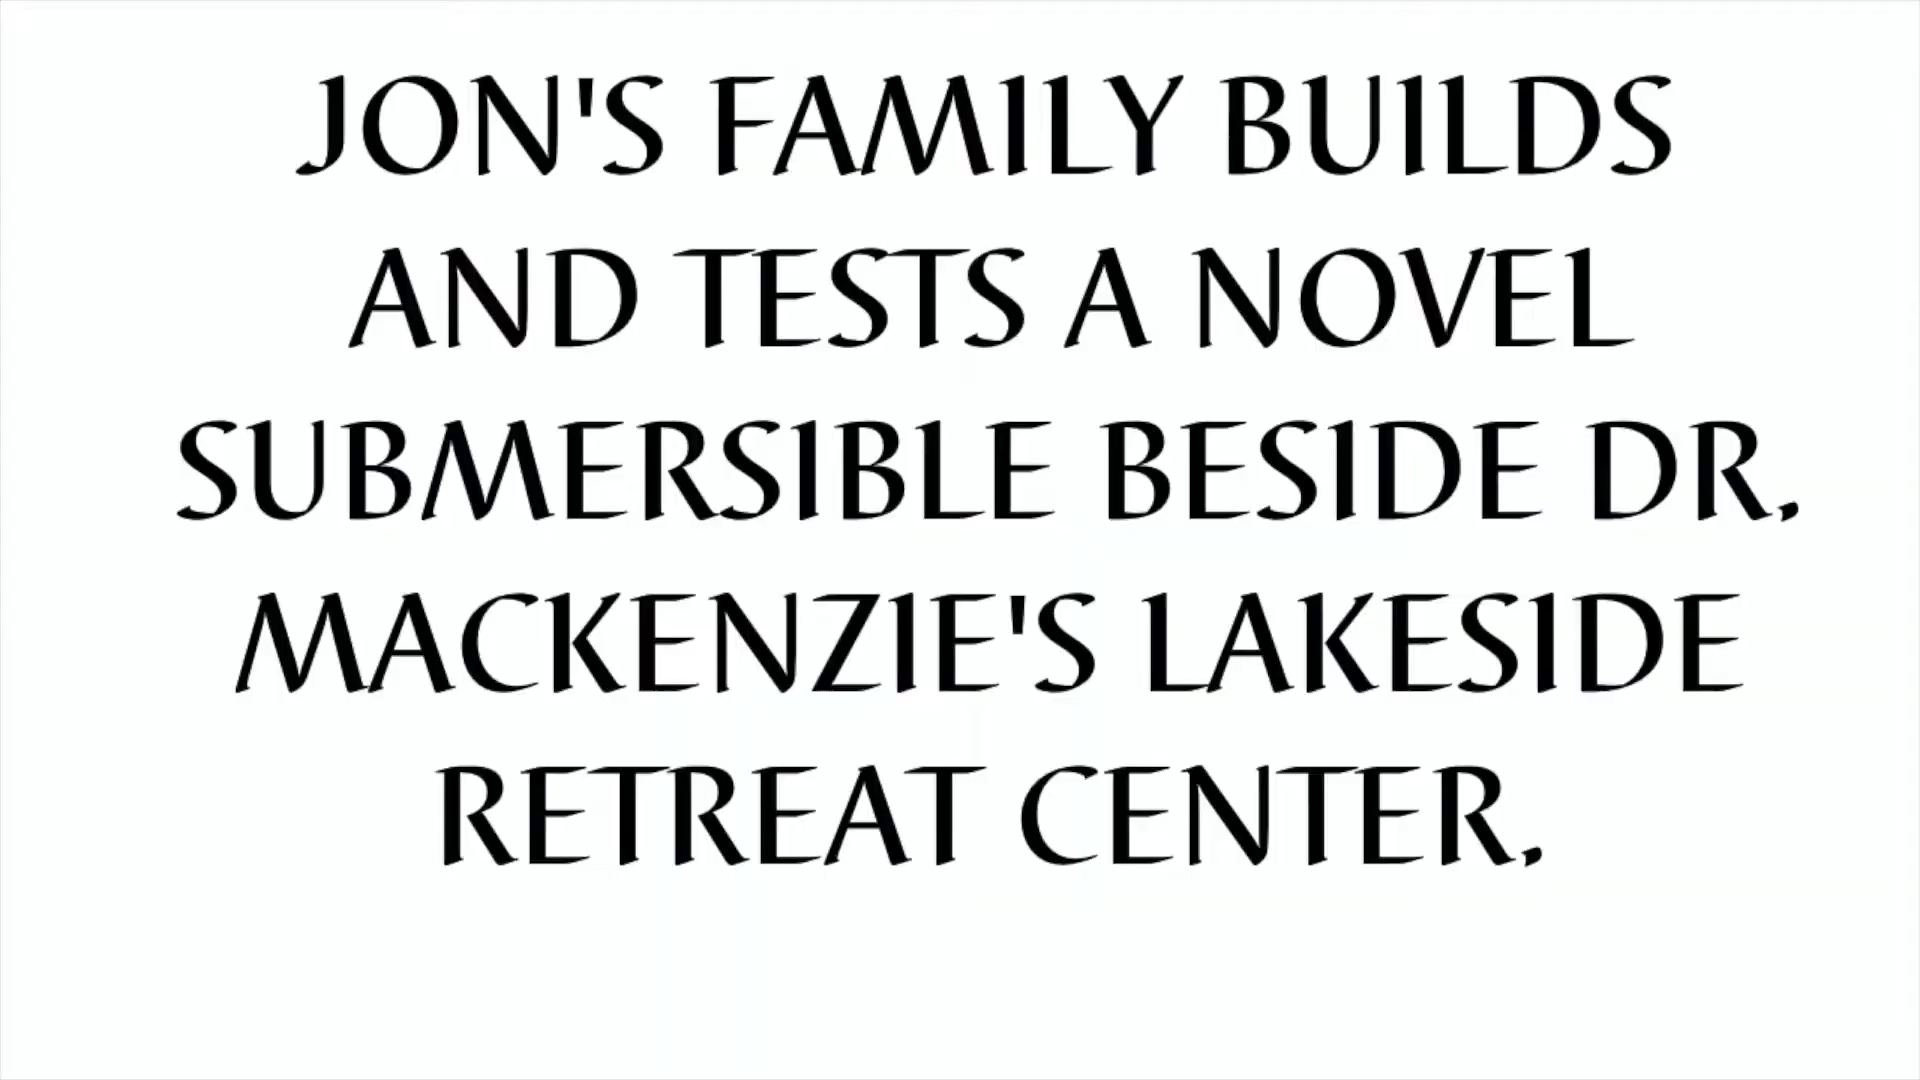 JON'S FAMILY BUILDS
AND TESTS A NOVEL
SUBMERSIBLE BESIDE DR.
MACKENZIE'S LAKESIDE
RETREAT CENTER.